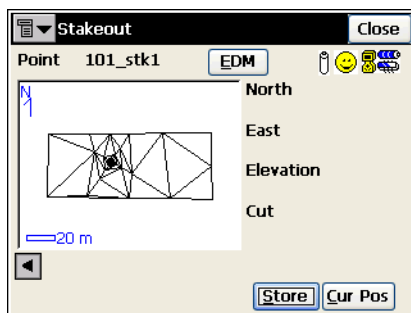 Stakeout Close
Point 101_stk1 EDM
N
North
East
Elevation
Cut
20 m
Store Cur Pos